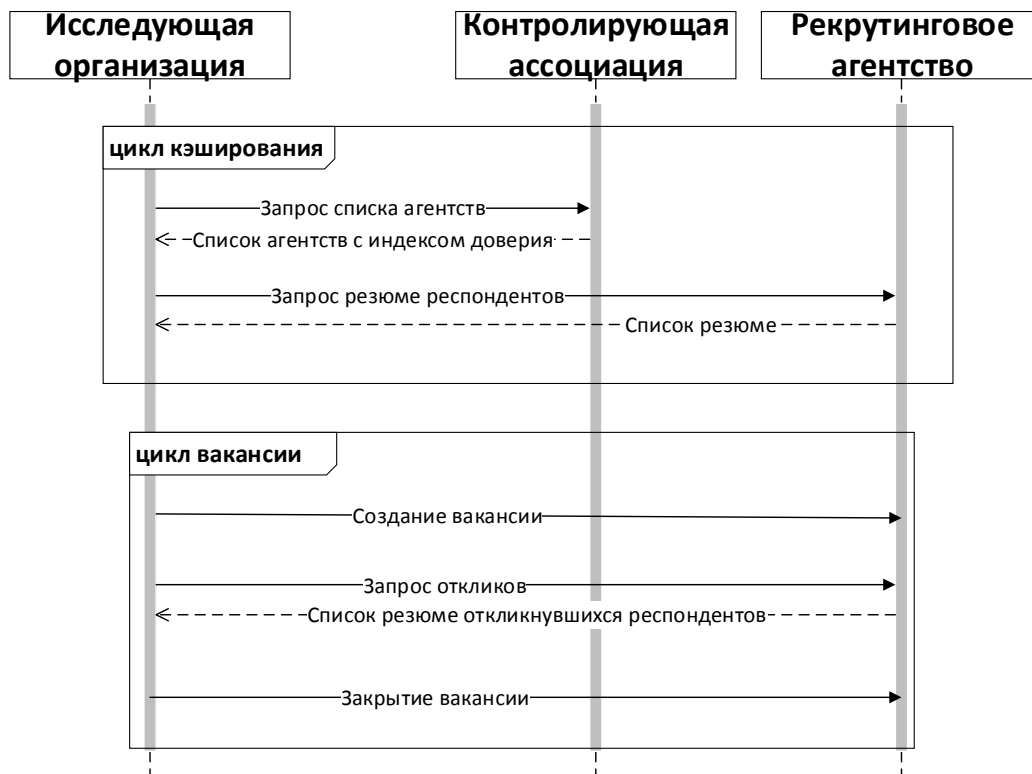 Исследующая
организация
Контролирующая
ассоциация
Рекрутинговое
агентство
цикл кэширования
Запрос списка агентств
Список агентств с индексом доверия
Запрос резюме респондентов
Список резюме
цикл вакансии
Создание вакансии
Запрос откликов
Список резюме откликнувшихся респондентов
Закрытие вакансии